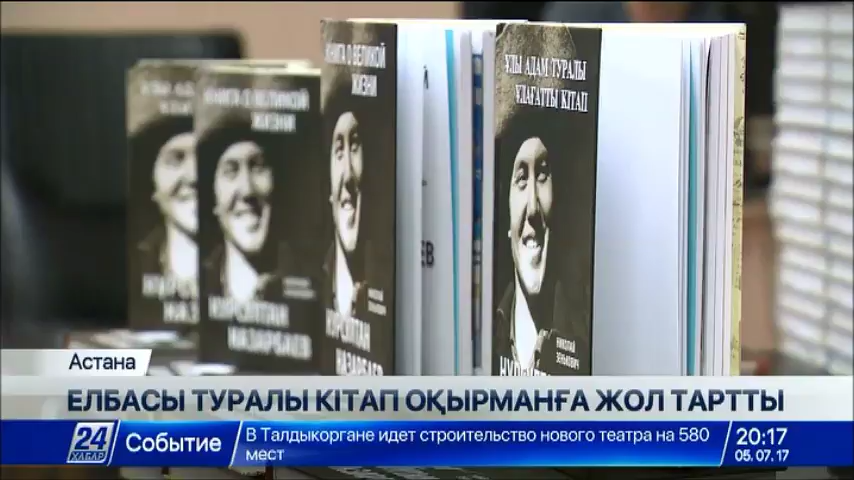 КНИГА О ВЕЛИКОЙ
ЖИЗНИ
НУРСУЛТАН
НАЗАРБАЕВ
КНИГА О ВЕЛИКОЙ
ЖИЗНИ
НУРСУЛТАН
НАЗАРБАЕВ
ҰЛЫ АДАМ ТУРАЛЫ
ҰЛАҒАТТЫ КІТАП
НИКОЛАЙ
ЗЕНЬКОВИЧ
Астана
ЕЛБАСЫ ТУРАЛЫ КІТАП ОҚЫРМАНҒА ЖОЛ ТАРТТЫ
24
ХАБАР
Событие
В Талдыкоргане идет строительство нового театра на 580
мест
20:17
05.07.17